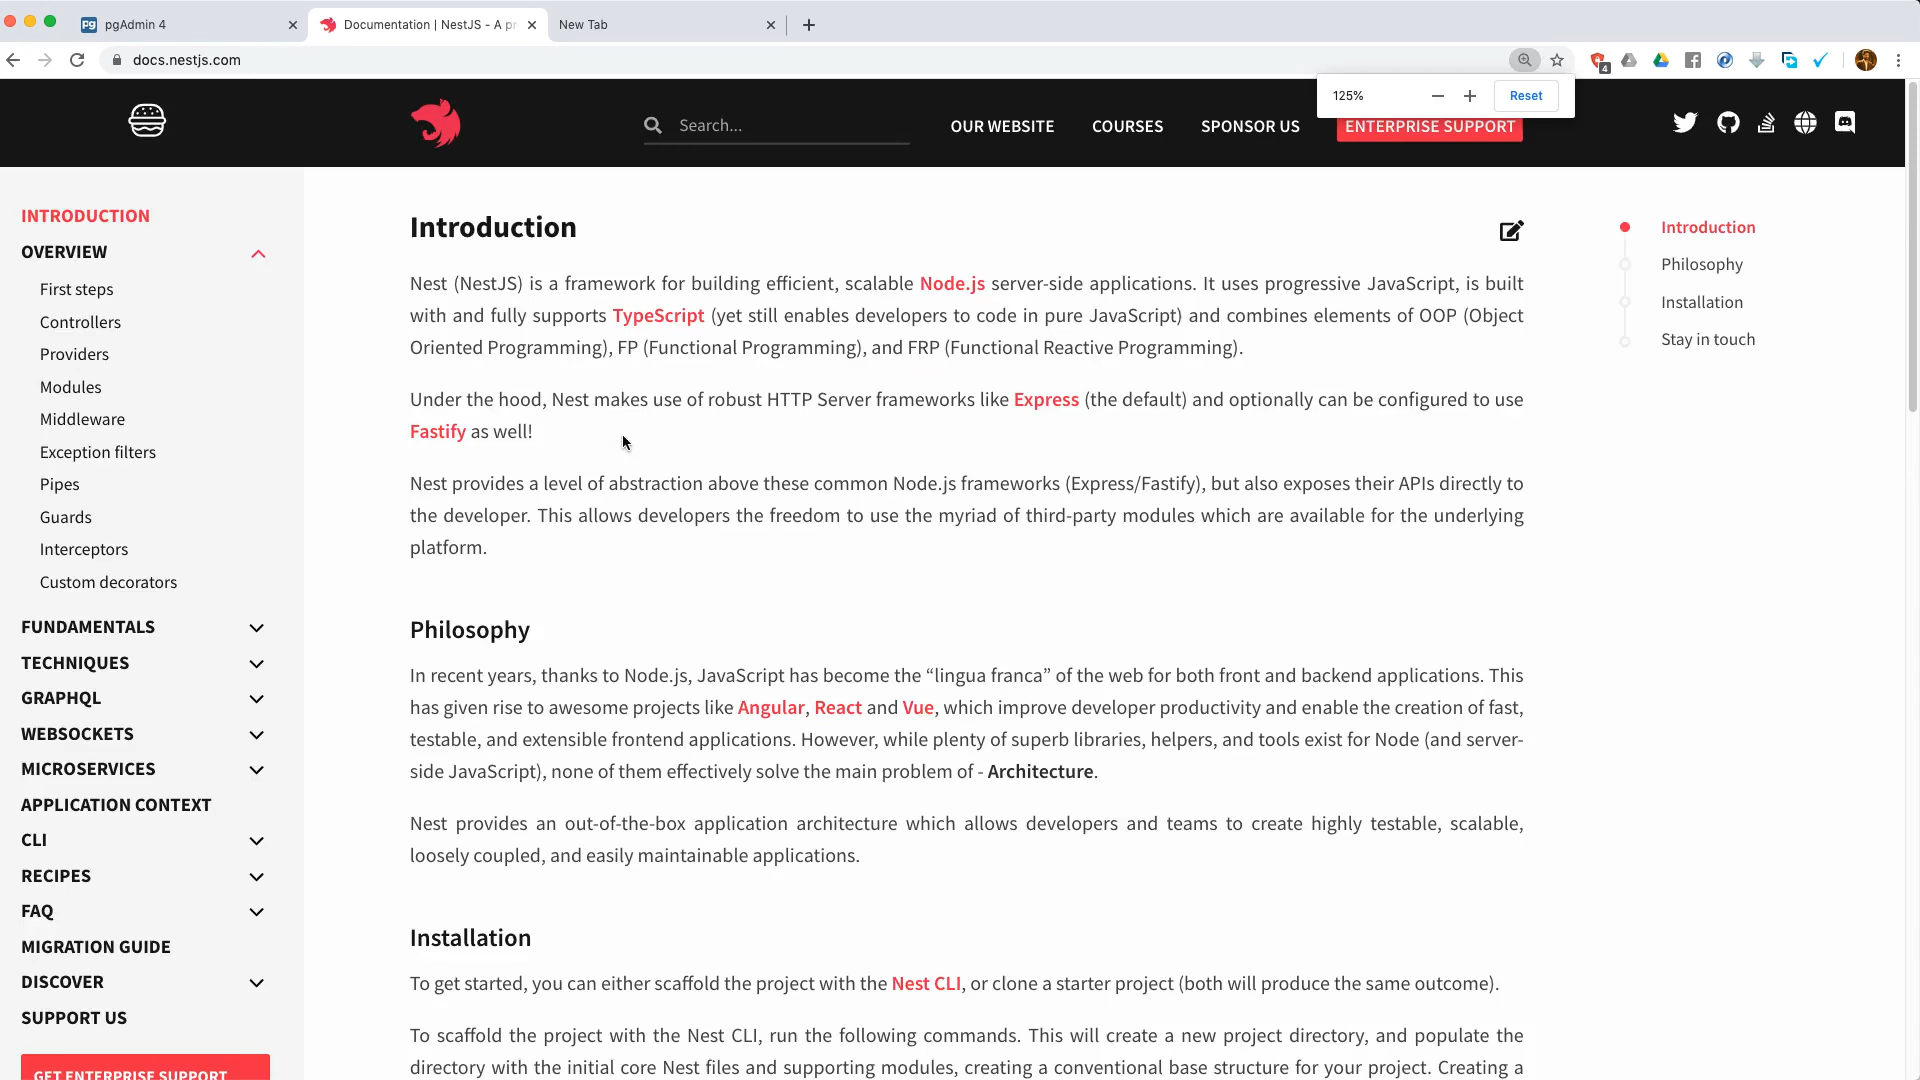 pgAdmin 4
Documentation | NestJS - A pr
New Tab
docs.nestjs.com
4
125%
Reset
Search...
OUR WEBSITE
COURSES
SPONSOR US
ENTERPRISE SUPPORT
INTRODUCTION
OVERVIEW
First steps
Controllers
Providers
Modules
Middleware
Exception filters
Pipes
Guards
Interceptors
Custom decorators
FUNDAMENTALS
TECHNIQUES
GRAPHQL
WEBSOCKETS
MICROSERVICES
APPLICATION CONTEXT
CLI
RECIPES
FAQ
MIGRATION GUIDE
DISCOVER
SUPPORT US
GET ENTERPRISE SUPPORT
Introduction
Nest (NestJS) is a framework for building efficient, scalable Node.js server-side applications. It uses progressive JavaScript, is built
with and fully supports TypeScript (yet still enables developers to code in pure JavaScript) and combines elements of OOP (Object
Oriented Programming), FP (Functional Programming), and FRP (Functional Reactive Programming).
Under the hood, Nest makes use of robust HTTP Server frameworks like Express (the default) and optionally can be configured to use
Fastify as well!
Nest provides a level of abstraction above these common Node.js frameworks (Express/Fastify), but also exposes their APIs directly to
the developer. This allows developers the freedom to use the myriad of third-party modules which are available for the underlying
platform.
Philosophy
In recent years, thanks to Node.js, JavaScript has become the “lingua franca” of the web for both front and backend applications. This
has given rise to awesome projects like Angular, React and Vue, which improve developer productivity and enable the creation of fast,
testable, and extensible frontend applications. However, while plenty of superb libraries, helpers, and tools exist for Node (and server-
side JavaScript), none of them effectively solve the main problem of - Architecture.
Nest provides an out-of-the-box application architecture which allows developers and teams to create highly testable, scalable,
loosely coupled, and easily maintainable applications.
Installation
To get started, you can either scaffold the project with the Nest CLI, or clone a starter project (both will produce the same outcome).
To scaffold the project with the Nest CLI, run the following commands. This will create a new project directory, and populate the
directory with the initial core Nest files and supporting modules, creating a conventional base structure for your project. Creating a
Introduction
Philosophy
Installation
Stay in touch